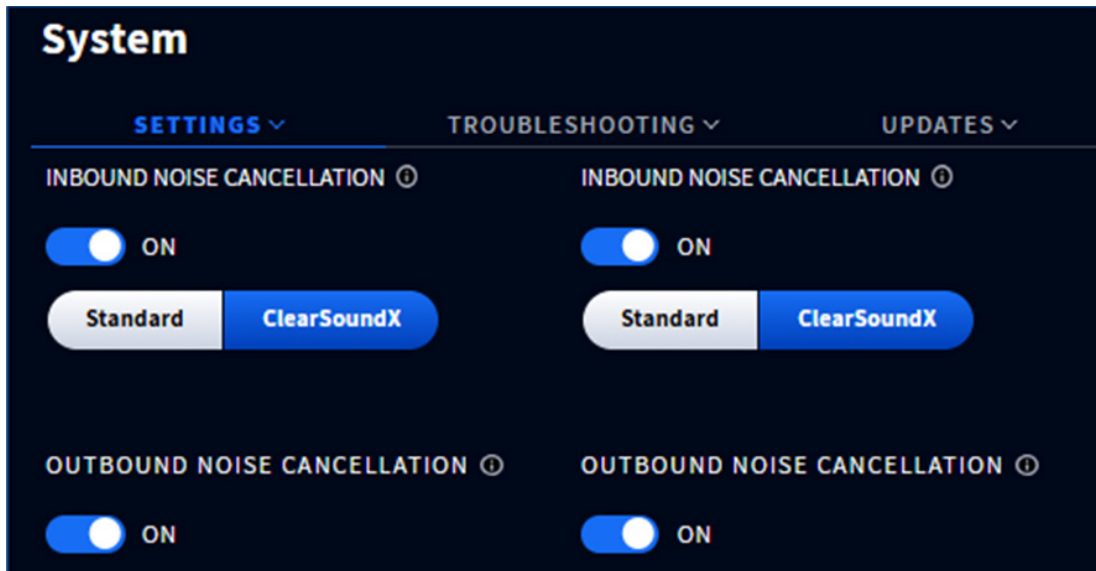 System
SETTINGS TROUBLESHOOTING UPDATES
INBOUND NOISE CANCELLATION INBOUND NOISE CANCELLATION
ON ON
Standard ClearSoundX Standard ClearSoundX
OUTBOUND NOISE CANCELLATION OUTBOUND NOISE CANCELLATION
ON ON